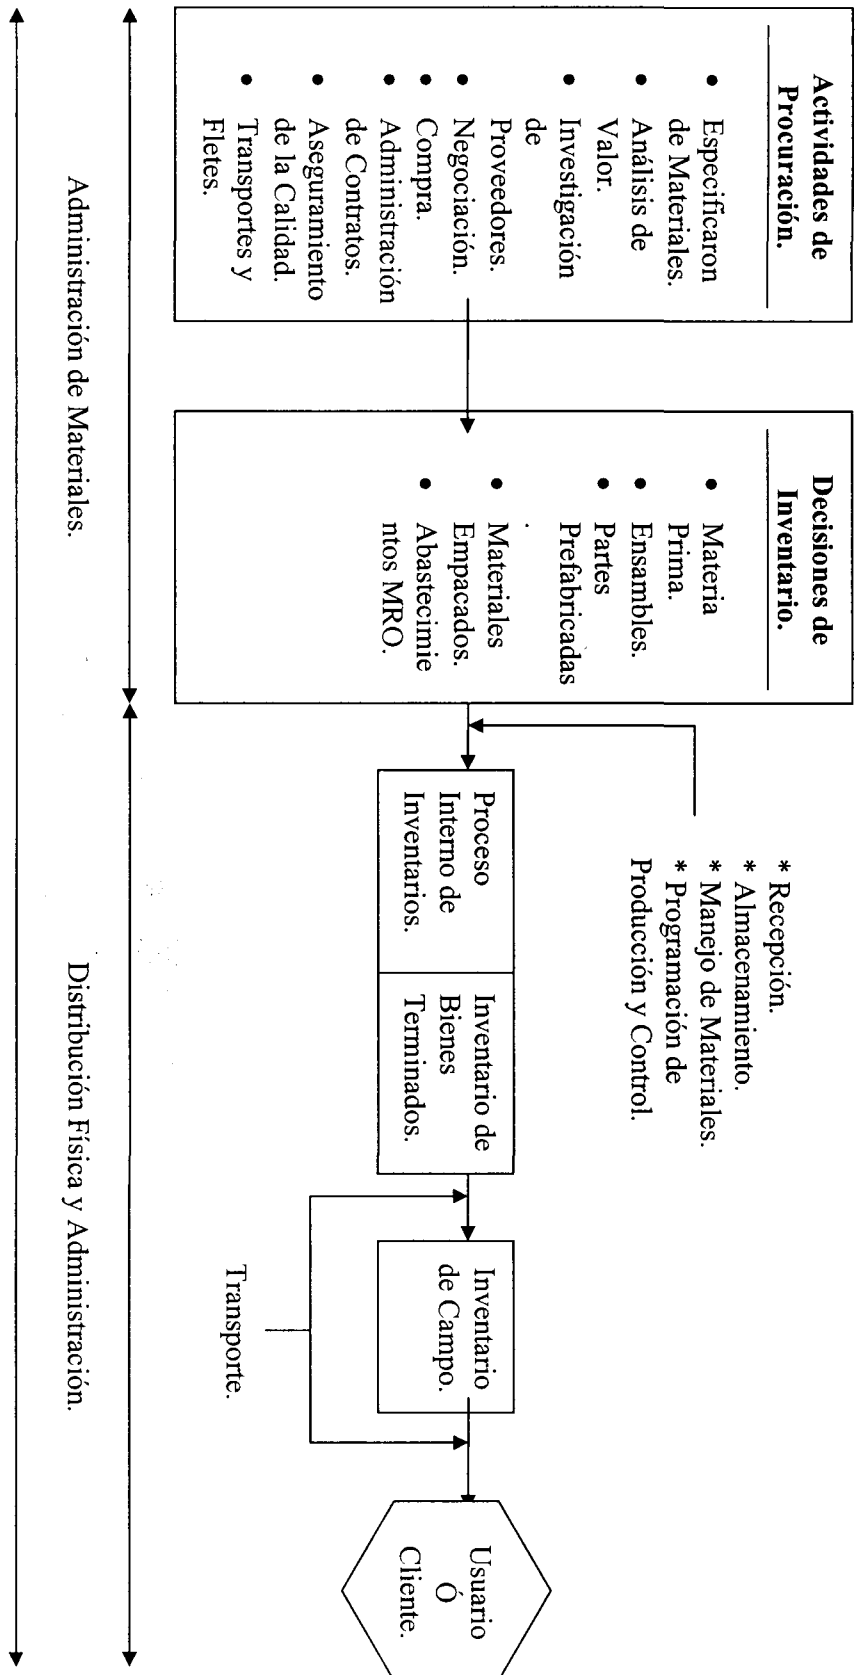 Actividades de
Procuración.
• Especificaron
de Materiales.
• Análisis de
Valor.
• Investigación
de
Proveedores.
• Negociación.
• Compra.
• Administración
de Contratos.
• Aseguramiento
de la Calidad.
• Transportes y
Fletes.
Decisiones de
Inventario.
• Materia
Prima.
• Ensambles.
• Partes
Prefabricadas
.
• Materiales
Empacados.
• Abastecimie
ntos MRO.
* Recepción.
* Almacenamiento.
* Manejo de Materiales.
* Programación de
Producción y Control.
Proceso
Interno de
Inventarios.
Inventario de
Bienes
Terminados.
Inventario
de Campo.
Transporte.
Usuario
Ó
Cliente.
Administración de Materiales.
Distribución Física y Administración.